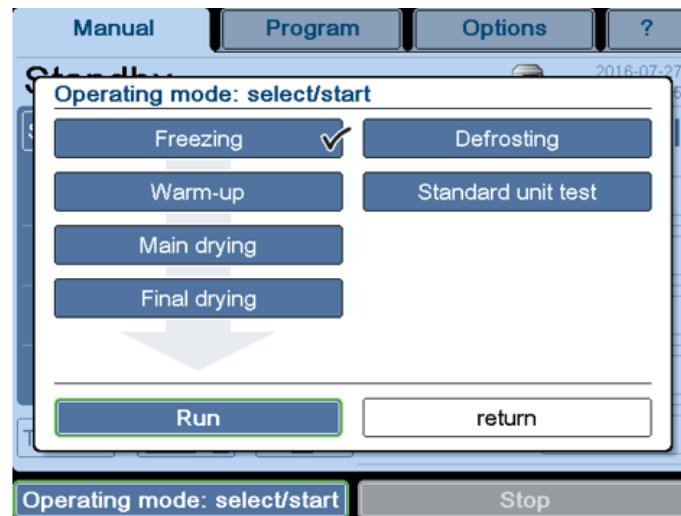 Manual Program Options ?
Standby
2016-07-27
Operating mode: select/start
Freezing Defrosting
Warm-up Standard unit test
Main drying
Final drying
Run return
Operating mode: select/start Stop